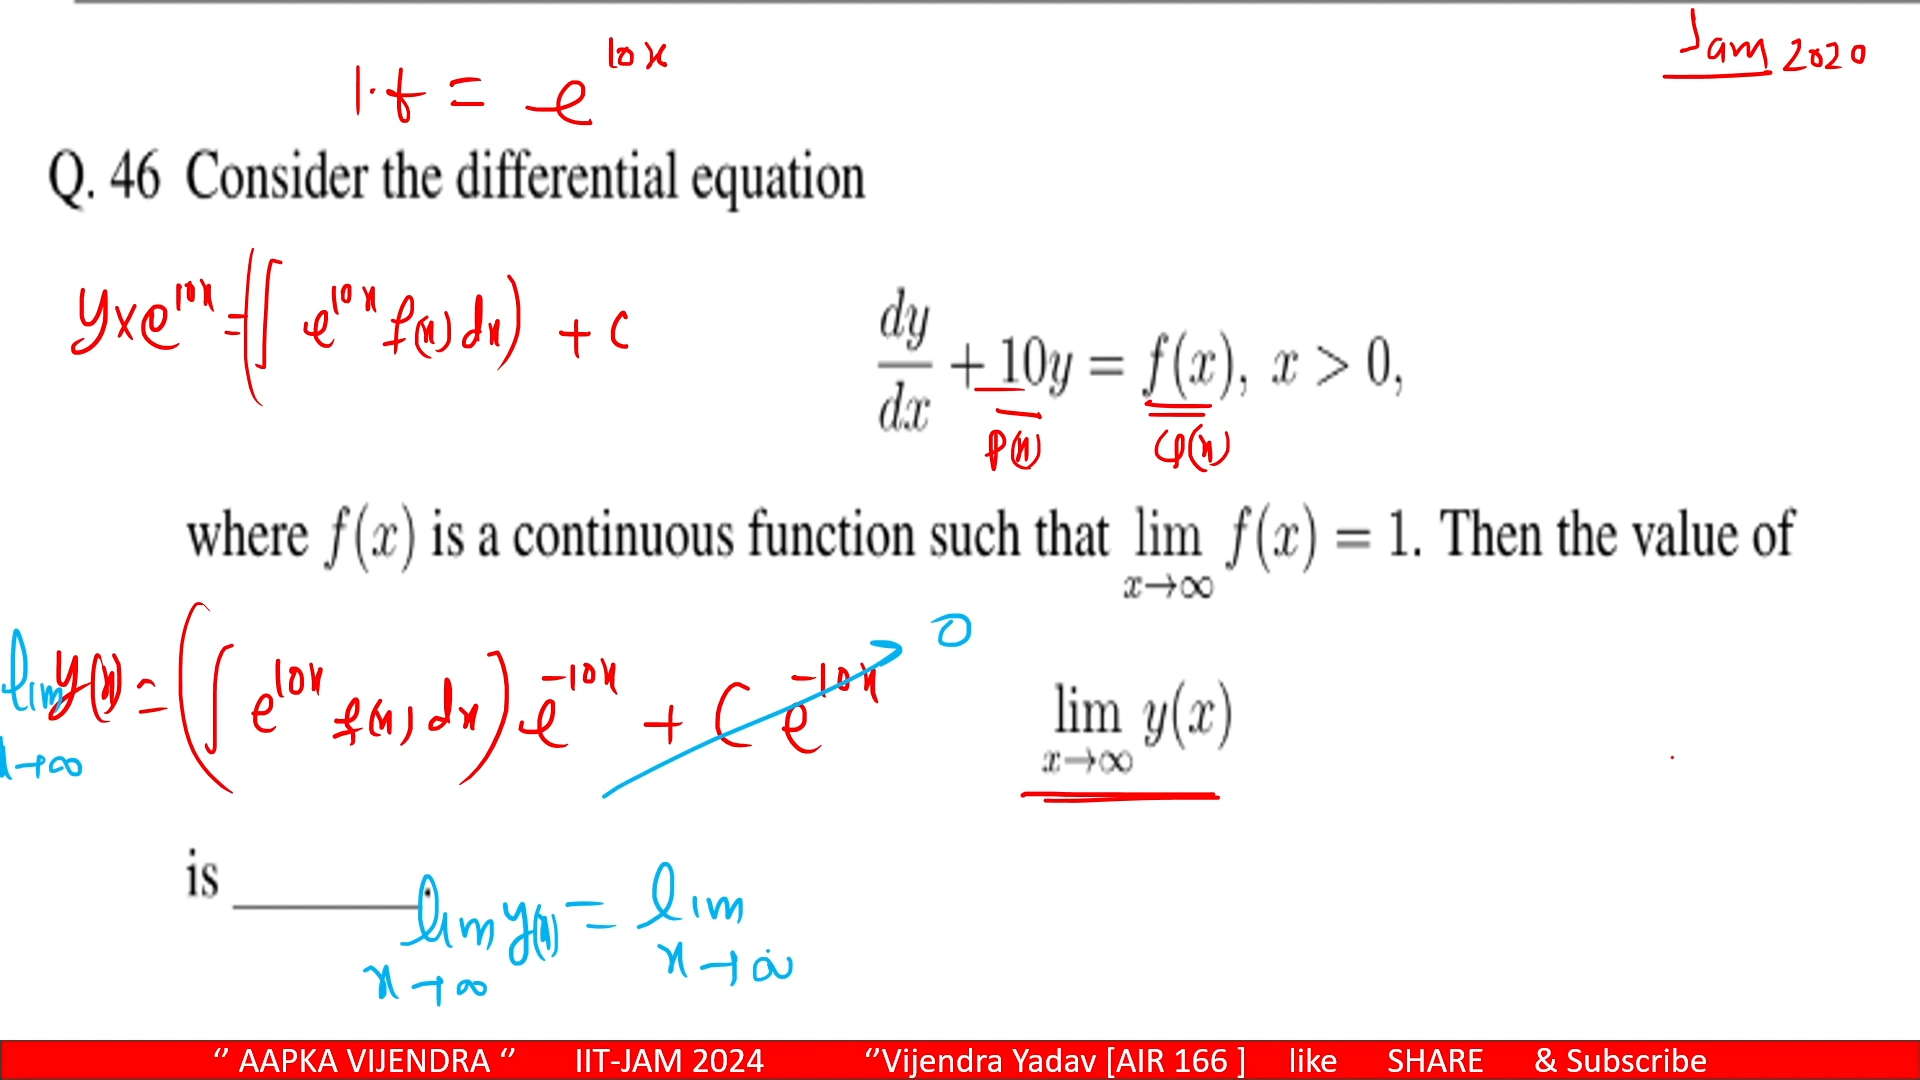 Jam 2020
I.f = e^{10x}
Q. 46 Consider the differential equation
y×e^{10x} = (∫ e^{10x} f(x) dx) + C
dy/dx + 10y = f(x), x > 0,
P(x) Q(x)
where f(x) is a continuous function such that lim_{x→∞} f(x) = 1. Then the value of
lim_{x→∞} y(x) = (∫ e^{10x} f(x) dx) e^{-10x} + C e^{-10x} 0
lim_{x→∞} y(x)
is ________.
lim_{x→∞} y(x) = lim_{x→∞}
‘’ AAPKA VIJENDRA ‘’ IIT-JAM 2024 ‘’Vijendra Yadav [AIR 166 ] like SHARE & Subscribe